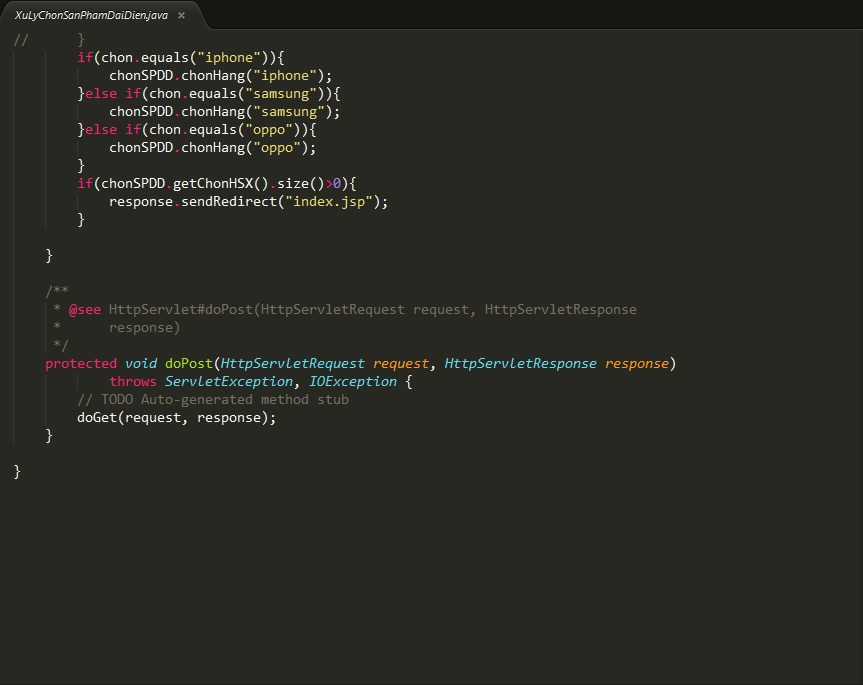 XuLyChonSanPhamDaiDien.java ×
//      }
        if(chon.equals("iphone")){
            chonSPDD.chonHang("iphone");
        }else if(chon.equals("samsung")){
            chonSPDD.chonHang("samsung");
        }else if(chon.equals("oppo")){
            chonSPDD.chonHang("oppo");
        }
        if(chonSPDD.getChonHSX().size()>0){
            response.sendRedirect("index.jsp");
        }
    }
    /**
     * @see HttpServlet#doPost(HttpServletRequest request, HttpServletResponse
     *      response)
     */
    protected void doPost(HttpServletRequest request, HttpServletResponse response)
            throws ServletException, IOException {
        // TODO Auto-generated method stub
        doGet(request, response);
    }
}